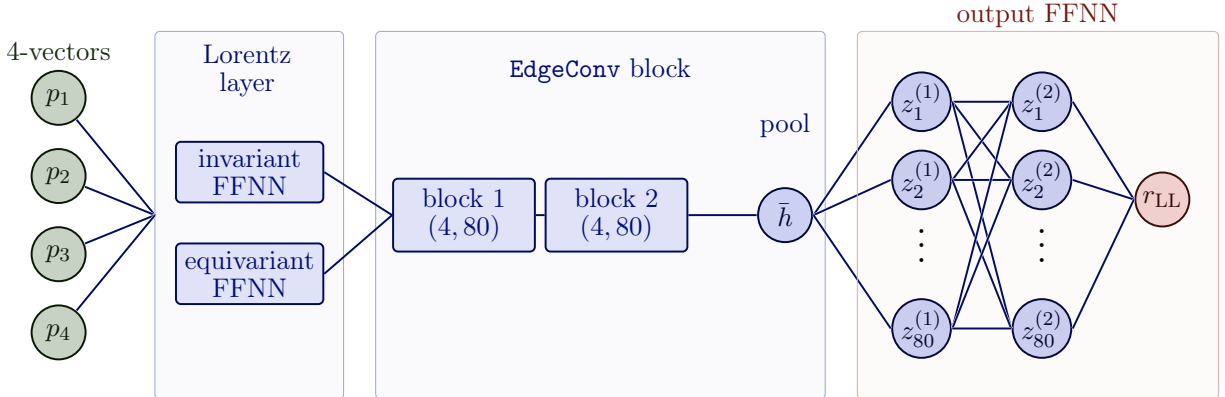 output FFNN
4-vectors
Lorentz
layer
EdgeConv block
pool
p₁
p₂
p₃
p₄
invariant
FFNN
equivariant
FFNN
block 1
(4, 80)
block 2
(4, 80)
h̄
z₁⁽¹⁾
z₂⁽¹⁾
⋮
z₈₀⁽¹⁾
z₁⁽²⁾
z₂⁽²⁾
⋮
z₈₀⁽²⁾
r_LL